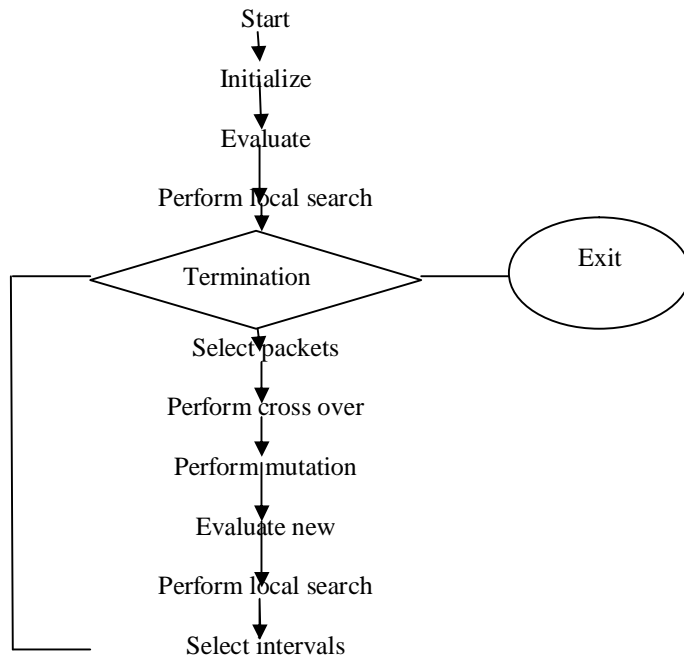 Start
Initialize
Evaluate
Perform local search
Termination
Exit
Select packets
Perform cross over
Perform mutation
Evaluate new
Perform local search
Select intervals